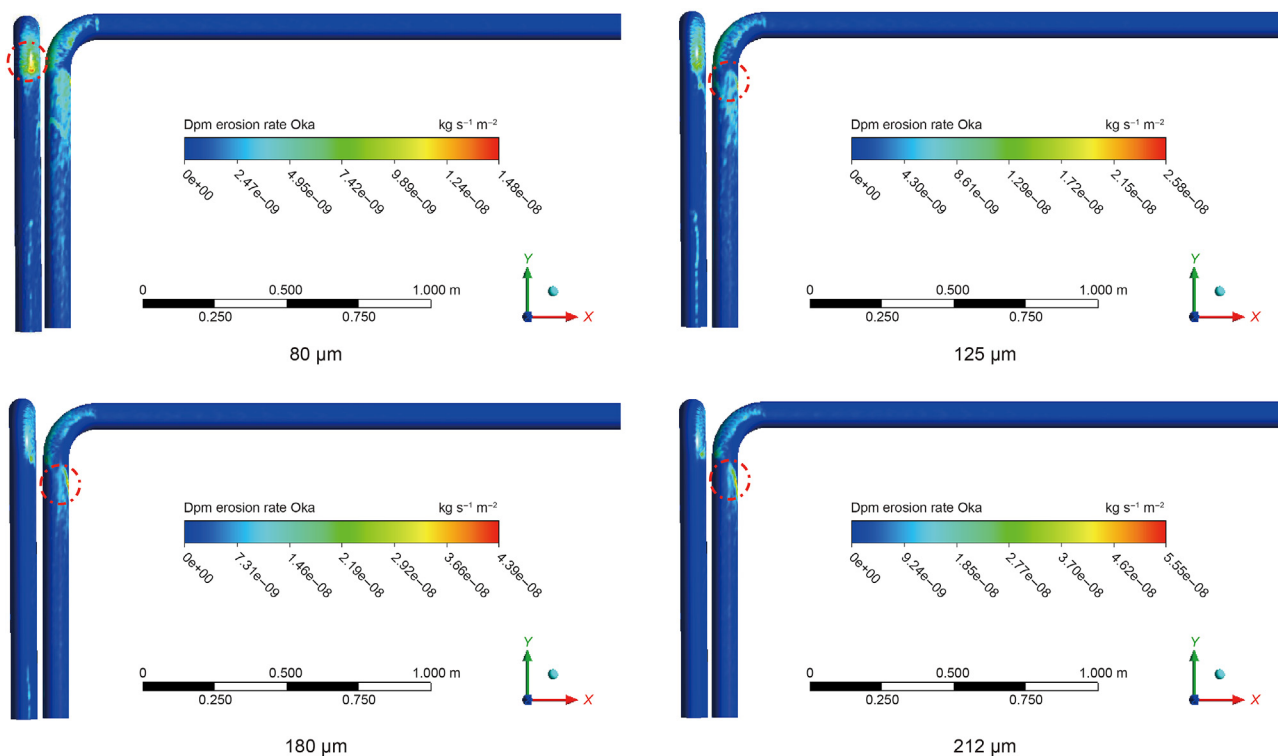 Dpm erosion rate Oka kg s⁻¹ m⁻²
0e+00 2.47e−09 4.95e−09 7.42e−09 9.89e−09 1.24e−08 1.48e−08
Y
X
0 0.500 1.000 m
0.250 0.750
80 μm
Dpm erosion rate Oka kg s⁻¹ m⁻²
0e+00 4.30e−09 8.61e−09 1.29e−08 1.72e−08 2.15e−08 2.58e−08
Y
X
0 0.500 1.000 m
0.250 0.750
125 μm
Dpm erosion rate Oka kg s⁻¹ m⁻²
0e+00 7.31e−09 1.46e−08 2.19e−08 2.92e−08 3.66e−08 4.39e−08
Y
X
0 0.500 1.000 m
0.250 0.750
180 μm
Dpm erosion rate Oka kg s⁻¹ m⁻²
0e+00 9.24e−09 1.85e−08 2.77e−08 3.70e−08 4.62e−08 5.55e−08
Y
X
0 0.500 1.000 m
0.250 0.750
212 μm